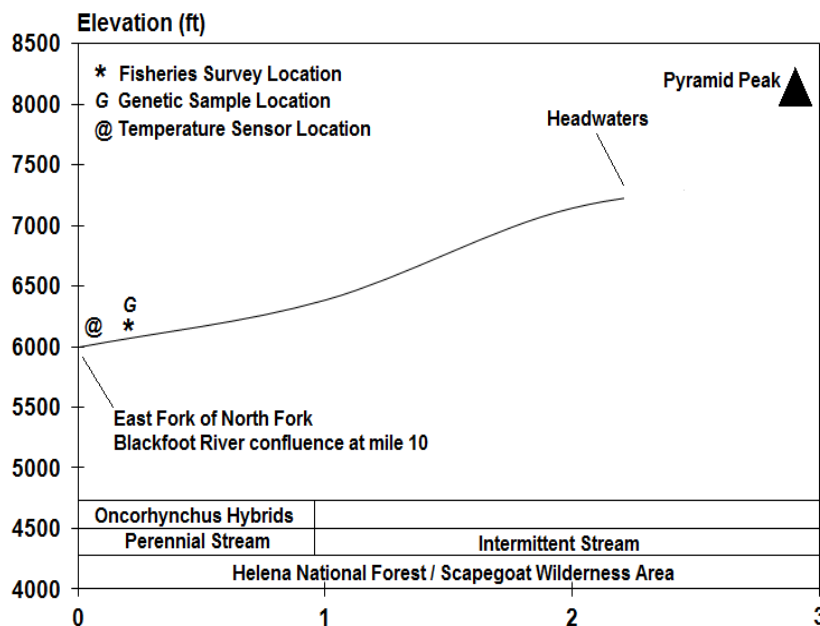 Elevation (ft)
8500
* Fisheries Survey Location
G Genetic Sample Location
@ Temperature Sensor Location
Pyramid Peak
8000
Headwaters
7500
7000
6500
G
@ *
6000
5500
East Fork of North Fork
Blackfoot River confluence at mile 10
5000
Oncorhynchus Hybrids
4500
Perennial Stream Intermittent Stream
Helena National Forest / Scapegoat Wilderness Area
4000
0 1 2 3